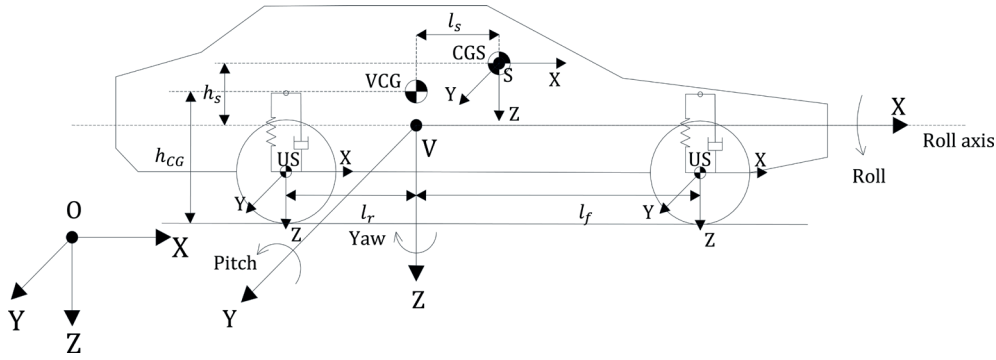 l_s
CGS
S
X
Y
Z
VCG
h_s
h_CG
V
X
Roll axis
Roll
US
X
Y
Z
US
X
Y
Z
l_r
l_f
O
X
Y
Z
Pitch
Yaw
Y
Z